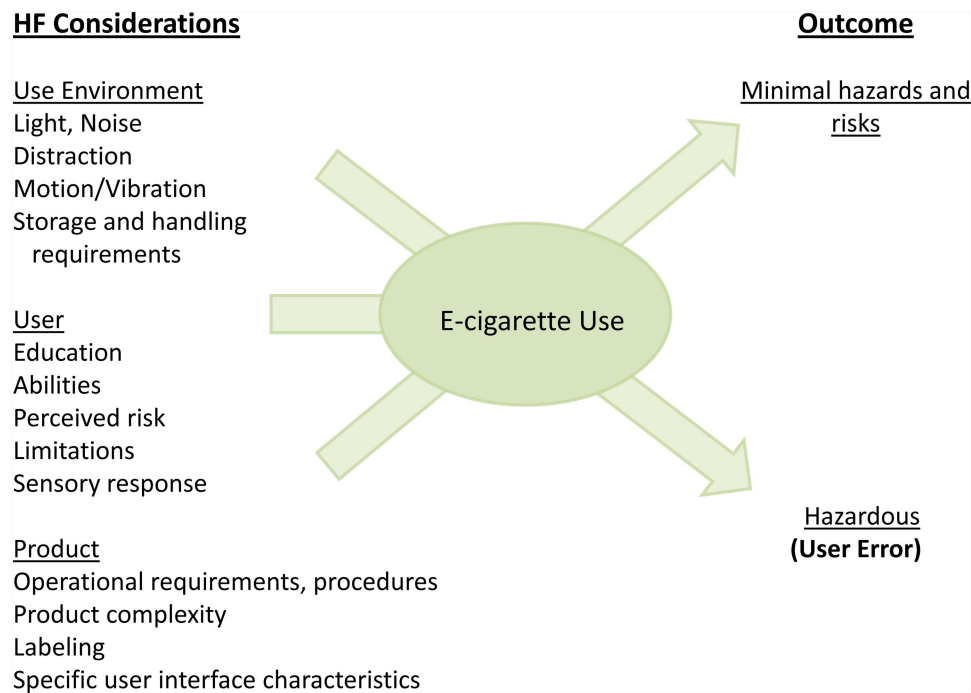 HF Considerations
Use Environment
Light, Noise
Distraction
Motion/Vibration
Storage and handling
requirements
User
Education
Abilities
Perceived risk
Limitations
Sensory response
Product
Operational requirements, procedures
Product complexity
Labeling
Specific user interface characteristics
E-cigarette Use
Outcome
Minimal hazards and
risks
Hazardous
(User Error)